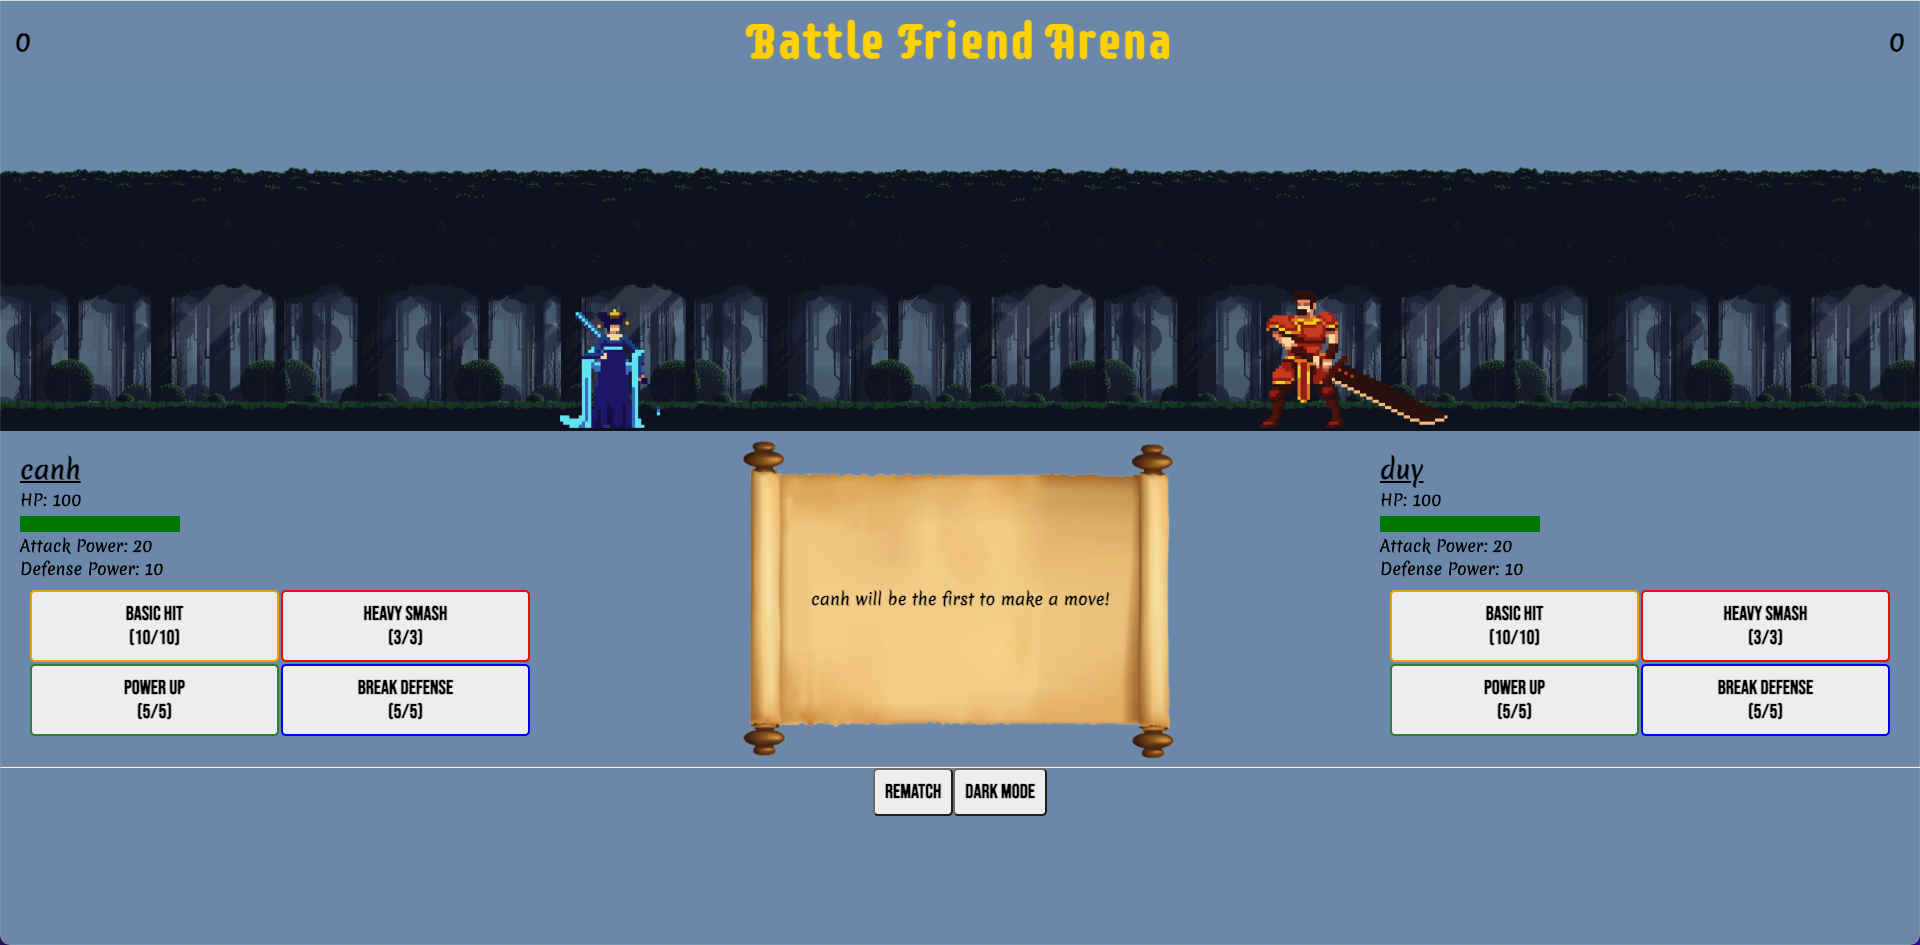 0
Battle Friend Arena
0
canh
HP: 100
Attack Power: 20
Defense Power: 10
BASIC HIT
(10/10)
HEAVY SMASH
(3/3)
POWER UP
(5/5)
BREAK DEFENSE
(5/5)
canh will be the first to make a move!
duy
HP: 100
Attack Power: 20
Defense Power: 10
BASIC HIT
(10/10)
HEAVY SMASH
(3/3)
POWER UP
(5/5)
BREAK DEFENSE
(5/5)
REMATCH
DARK MODE